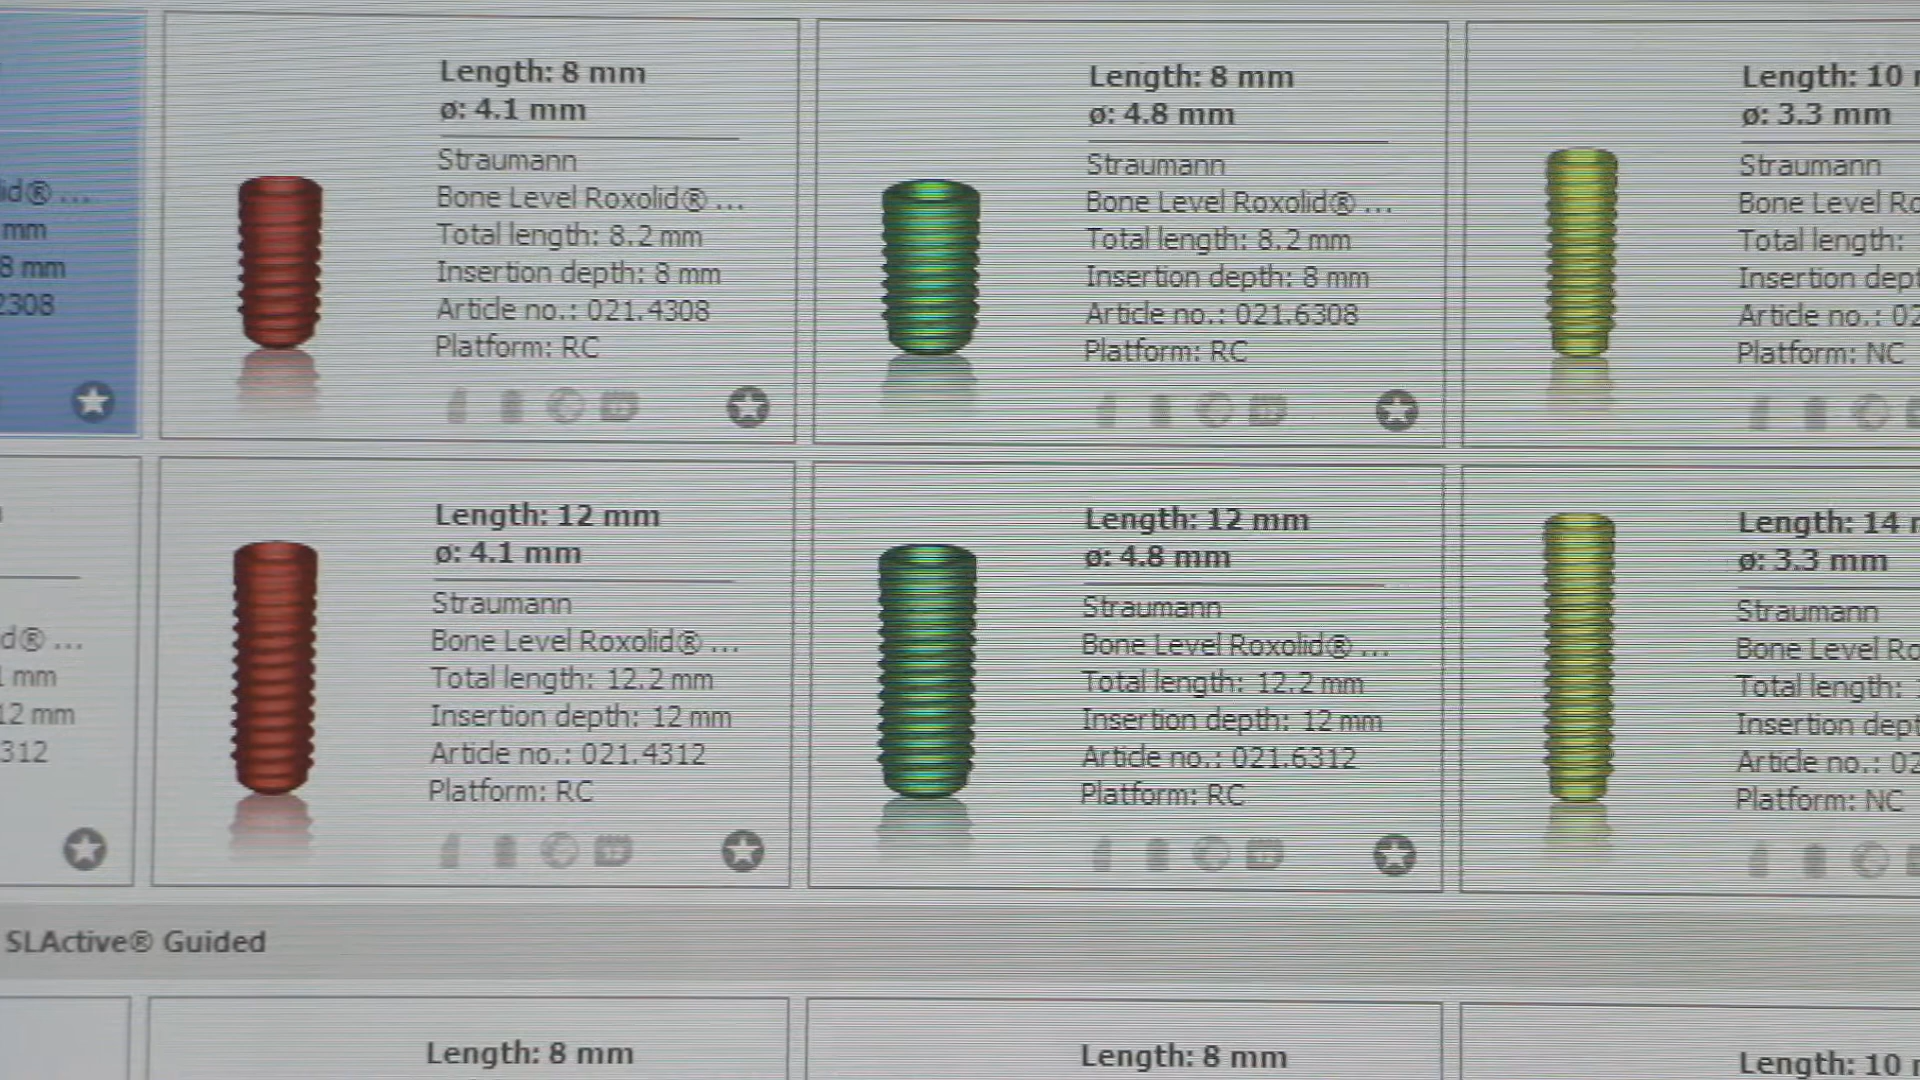 id® ...
mm
8 mm
2308
Length: 8 mm
ø: 4.1 mm
Straumann
Bone Level Roxolid® ...
Total length: 8.2 mm
Insertion depth: 8 mm
Article no.: 021.4308
Platform: RC
Length: 8 mm
ø: 4.8 mm
Straumann
Bone Level Roxolid® ...
Total length: 8.2 mm
Insertion depth: 8 mm
Article no.: 021.6308
Platform: RC
Length: 10
ø: 3.3 mm
Straumann
Bone Level Ro
Total length:
Insertion dept
Article no.: 02
Platform: NC
d® ...
mm
12 mm
312
Length: 12 mm
ø: 4.1 mm
Straumann
Bone Level Roxolid® ...
Total length: 12.2 mm
Insertion depth: 12 mm
Article no.: 021.4312
Platform: RC
Length: 12 mm
ø: 4.8 mm
Straumann
Bone Level Roxolid® ...
Total length: 12.2 mm
Insertion depth: 12 mm
Article no.: 021.6312
Platform: RC
Length: 14
ø: 3.3 mm
Straumann
Bone Level Ro
Total length:
Insertion dept
Article no.: 02
Platform: NC
SLActive® Guided
Length: 8 mm
Length: 8 mm
Length: 10